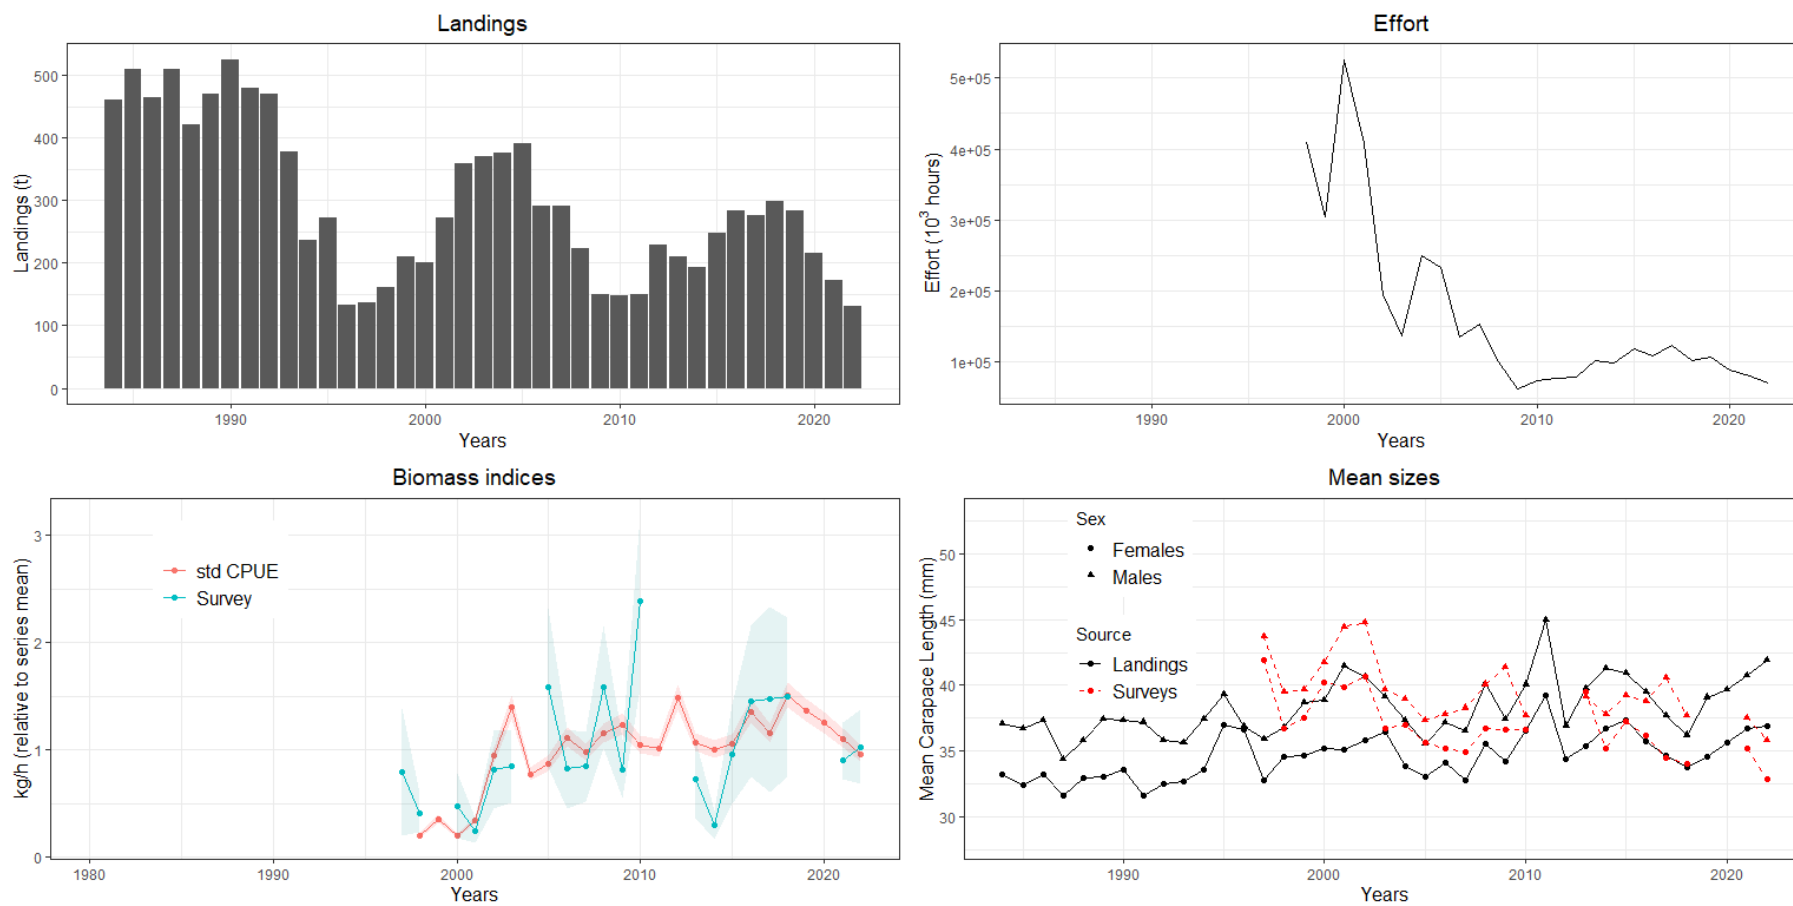 Landings
Landings (t)
500
400
300
200
100
0
1990
2000
2010
2020
Years
Effort
Effort (10³ hours)
5e+05
4e+05
3e+05
2e+05
1e+05
1990
2000
2010
2020
Years
Biomass indices
kg/h (relative to series mean)
3
2
1
0
std CPUE
Survey
1980
1990
2000
2010
2020
Years
Mean sizes
Mean Carapace Length (mm)
50
45
40
35
30
Sex
Females
Males
Source
Landings
Surveys
1990
2000
2010
2020
Years